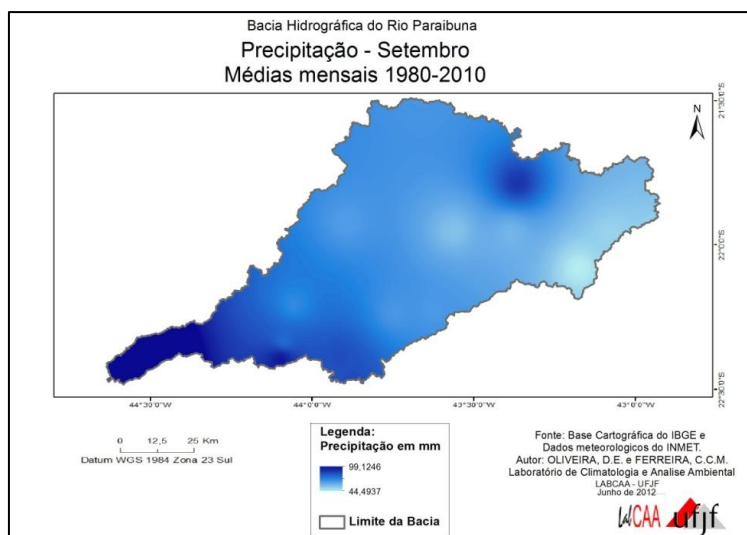 Bacia Hidrográfica do Rio Paraibuna
Precipitação - Setembro
Médias mensais 1980-2010
21°30'0"S
N
22°0'0"S
22°30'0"S
44°30'0"W
44°0'0"W
43°30'0"W
43°0'0"W
0 12,5 25 Km
Datum WGS 1984 Zona 23 Sul
Legenda:
Precipitação em mm
99,1246
44,4937
Limite da Bacia
Fonte: Base Cartográfica do IBGE e
Dados meteorologicos do INMET.
Autor: OLIVEIRA, D.E. e FERREIRA, C.C.M.
Laboratório de Climatologia e Analise Ambiental
LABCAA - UFJF
Junho de 2012
LabCAA ufjf